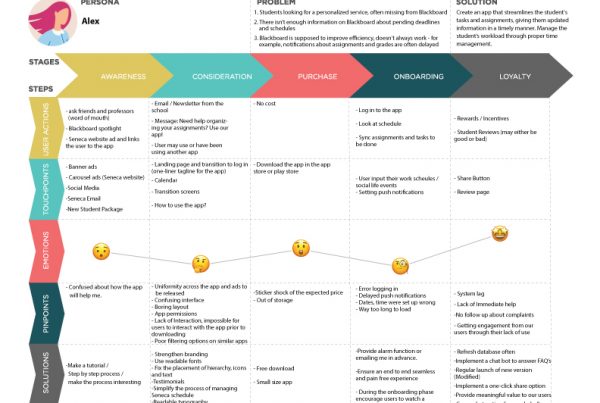 PERSONA
Alex
PROBLEM
1. Students looking for a personalized service, often missing from Blackboard
2. There isn't enough information on Blackboard about pending deadlines
and schedules
3. Blackboard is supposed to improve efficiency, doesn't always work - for
example, notifications about assignments and grades are often delayed
SOLUTION
Create an app that streamlines the student's
tasks and assignments, giving them updated
information in a timely manner. Manage the
student's workload through proper time
management.
STAGES
AWARENESS
CONSIDERATION
PURCHASE
ONBOARDING
LOYALTY
STEPS
USER ACTIONS
- ask friends and professors
(word of mouth)
- Blackboard spotlight
- Seneca website ad and links
the user to the app
- Email / Newsletter from the
school
- Message: Need help organiz-
ing your assignments? Use our
app!
- User may use or have been
using another app
- No cost
- Log in to the app
- Look at schedule
- Sync assignments and tasks to
be done
- Rewards / Incentives
- Student Reviews (may either be
good or bad)
TOUCHPOINTS
- Banner ads
- Carousel ads (Seneca website)
- Social Media
- Seneca Email
- New Student Package
- Landing page and transition to log in
(one-liner tagline for the app)
- Calendar
- Transition screens
- How to use the app?
- Download the app in the app
store or play store
- User input their work scheules /
social life events
- Setting push notifications
- Share Button
- Review page
EMOTIONS
PINPOINTS
- Confused about how the app
will help me.
- Uniformity across the app and ads to
be released
- Confusing interface
- Boring layout
- App permissions
- Lack of Interaction, impossible for
users to interact with the app prior to
downloading
- Poor filtering options on similar apps
-Sticker shock of the expected price
- Out of storage
- Error logging in
- Delayed push notifications
- Dates, time were set up wrong
- Way too long to load
- System lag
- Lack of Immediate help
-No follow up about complaints
- Getting engagement from our
users through their lack of use
SOLUTIONS
-Make a tutorial /
Step by step process /
make the process interesting
- Strengthen branding
- Use readable fonts
- Fix the placement of hierarchy, icons
and text
-Testimonials
-Simplify the process of managing
Seneca schedule
- Readable typography
- Free download
- Small size app
-Provide alarm function or
emailing me in advance.
- Ensure an end to end seemless
and pain free experience
- During the onboarding phase
encourage users to watch a
- Refresh database often
-Implement a chat bot to answer FAQ's
-Regular launch of new version
(Modified)
- Implement a one-click share option:
-Provide meaningful value to our users